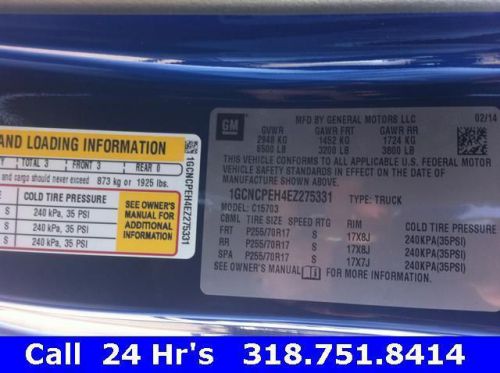 AND LOADING INFORMATION
TOTAL 3 FRONT 3 REAR 0
and cargo should never exceed 873 kg or 1925 lbs.
COLD TIRE PRESSURE
S 240 kPa, 35 PSI
S 240 kPa, 35 PSI
S 240 kPa, 35 PSI
SEE OWNER'S
MANUAL FOR
ADDITIONAL
INFORMATION
1GCNCPEH4EZ275331
GM
MFD BY GENERAL MOTORS LLC 02/14
GVWR GAWR FRT GAWR RR
2948 KG 1452 KG 1724 KG
6500 LB 3200 LB 3800 LB
THIS VEHICLE CONFORMS TO ALL APPLICABLE U.S. FEDERAL MOTOR
VEHICLE SAFETY STANDARDS IN EFFECT ON THE DATE OF
MANUFACTURE SHOWN ABOVE.
1GCNCPEH4EZ275331 TYPE: TRUCK
MODEL: C15703
CBML TIRE SIZE SPEED RTG RIM COLD TIRE PRESSURE
FRT P255/70R17 S 17X8J 240KPA(35PSI)
RR P255/70R17 S 17X8J 240KPA(35PSI)
SPA P255/70R17 S 17X7J 240KPA(35PSI)
SEE OWNER'S MANUAL FOR MORE INFORMATION.
Call 24 Hr's 318.751.8414